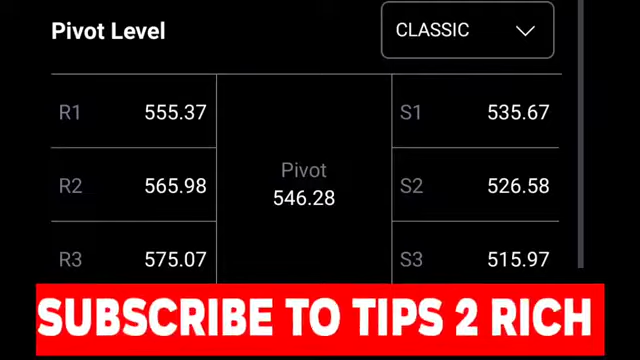 Pivot Level
CLASSIC
R1 555.37
S1 535.67
R2 565.98
Pivot
546.28
S2 526.58
R3 575.07
S3 515.97
SUBSCRIBE TO TIPS 2 RICH